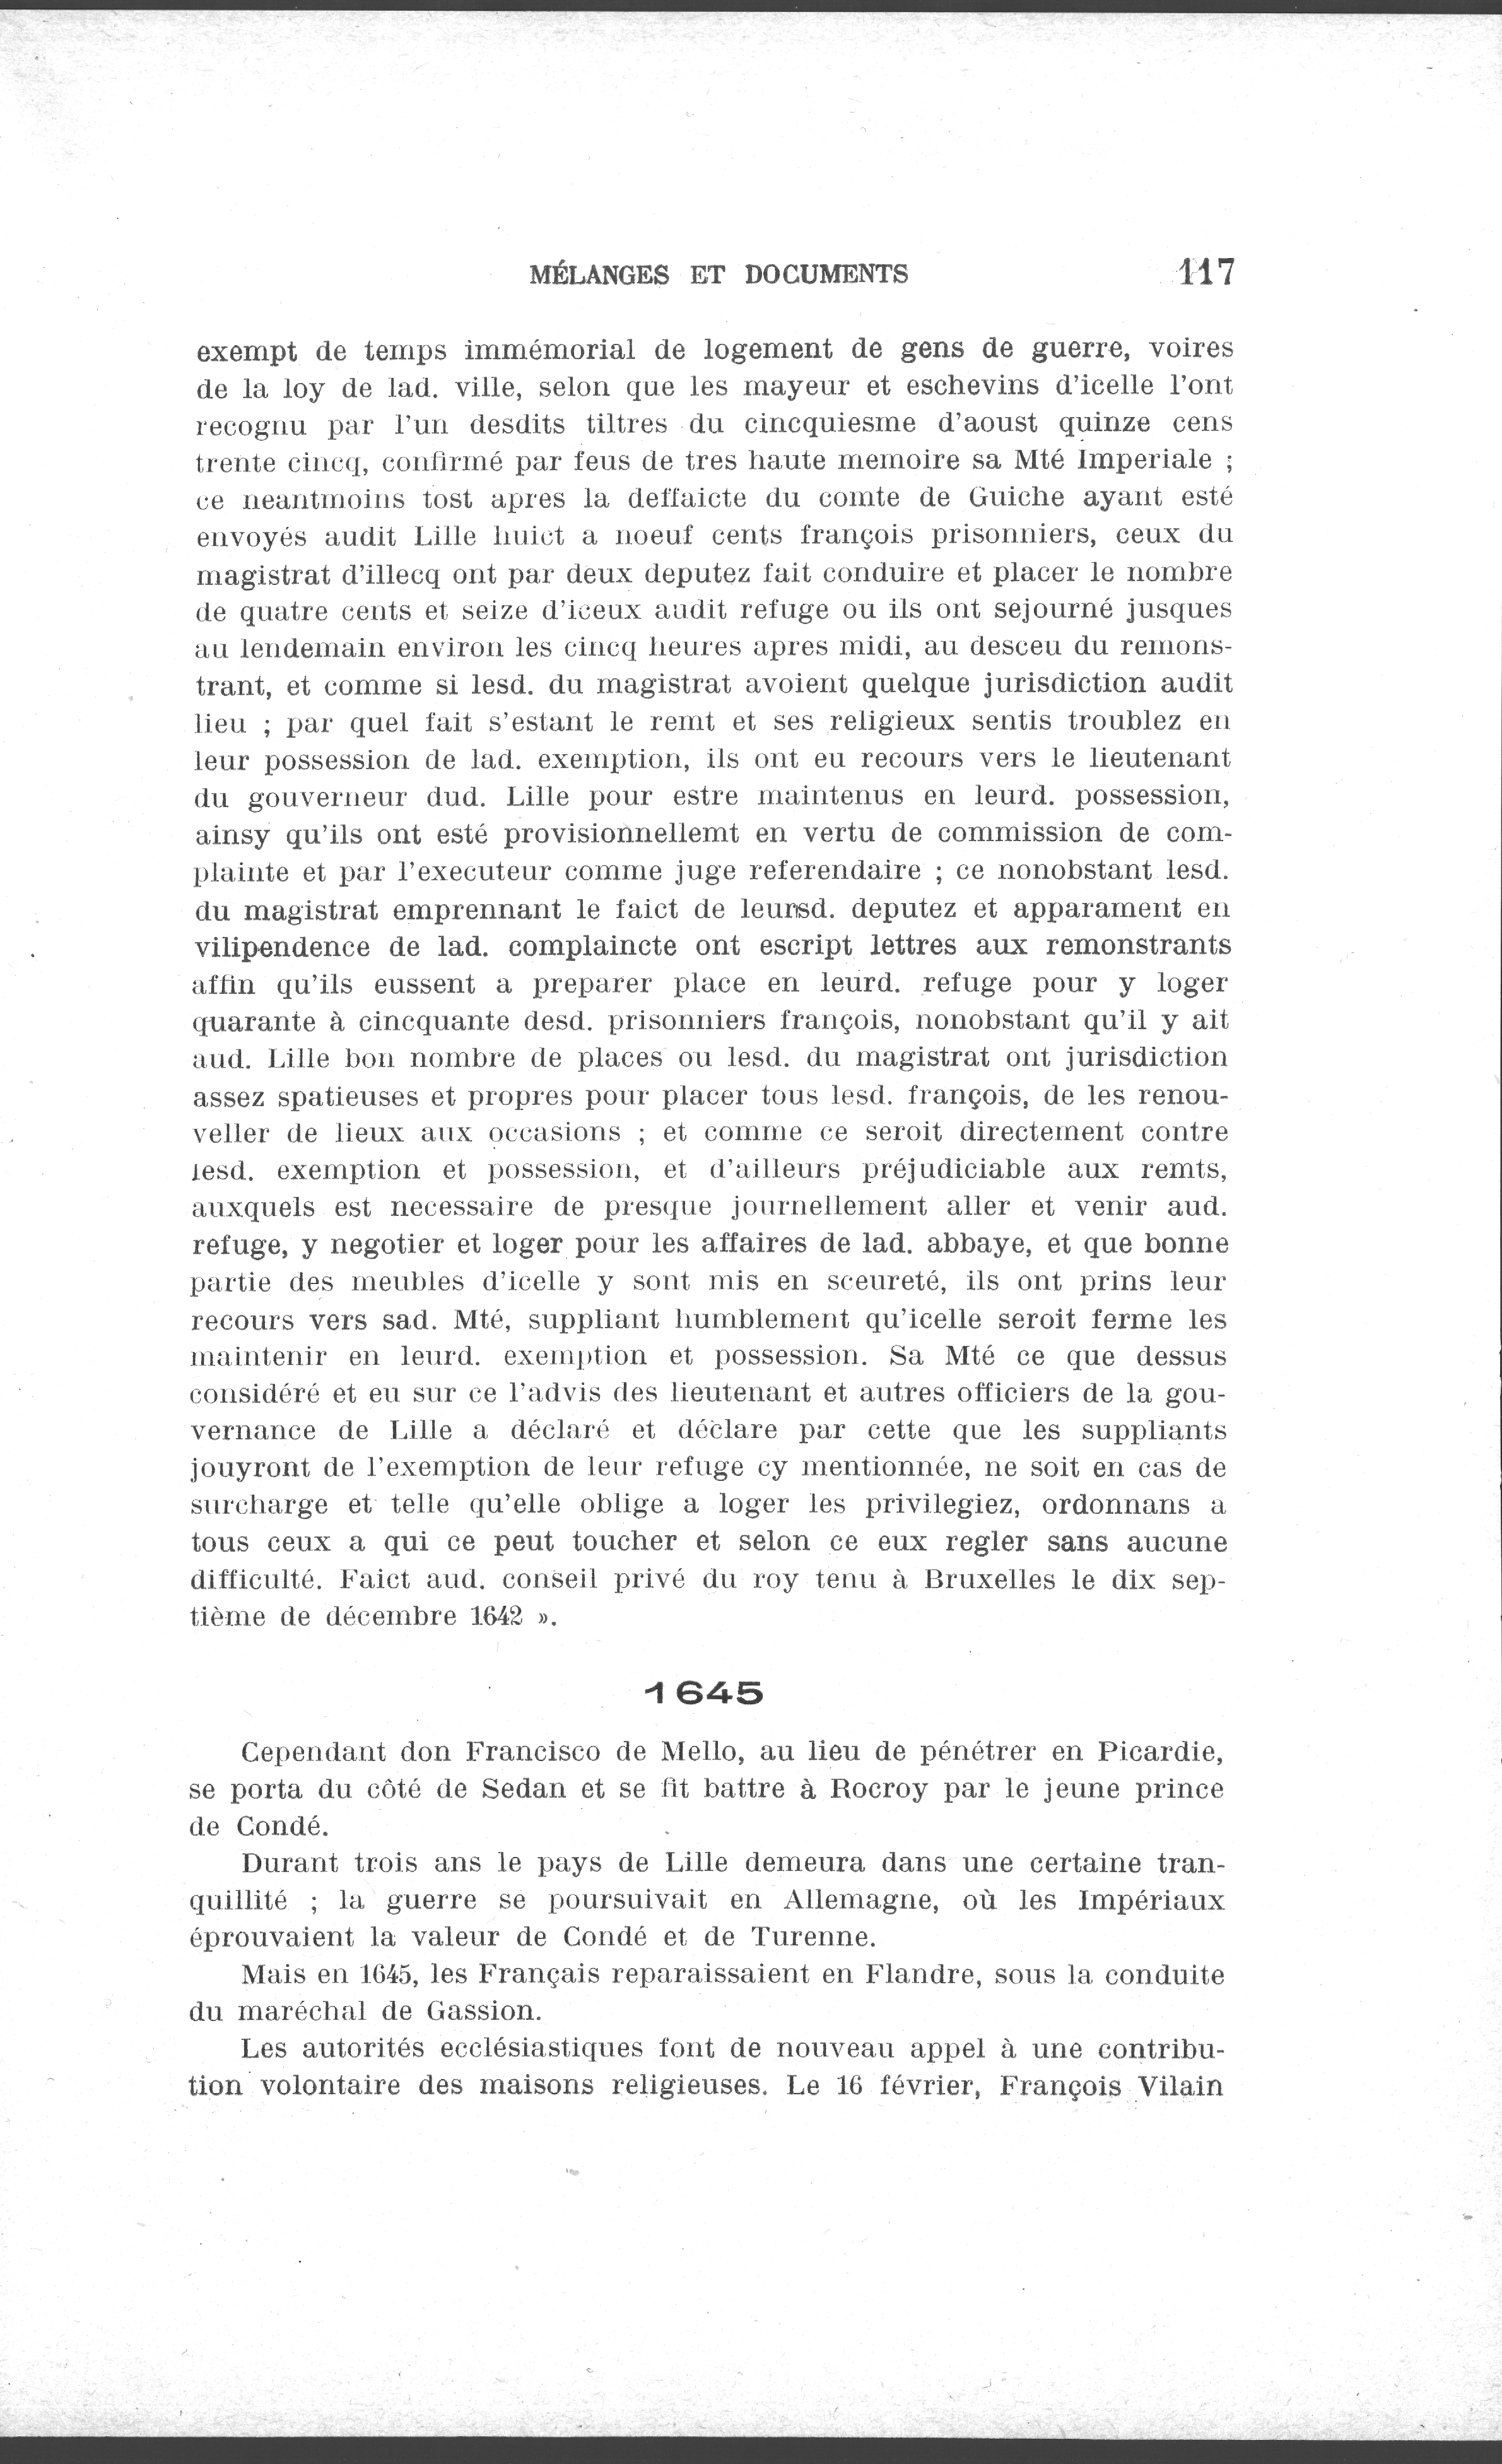 MÉLANGES ET DOCUMENTS 117
exempt de temps immémorial de logement de gens de guerre, voires
de la loy de lad. ville, selon que les mayeur et eschevins d'icelle l'ont
recognu par l'un desdits tiltres du cincquiesme d'aoust quinze cens
trente cincq, confirmé par feus de tres haute memoire sa Mté Imperiale ;
ce neantmoins tost apres la deffaicte du comte de Guiche ayant esté
envoyés audit Lille huict a noeuf cents françois prisonniers, ceux du
magistrat d'illecq ont par deux deputez fait conduire et placer le nombre
de quatre cents et seize d'iceux audit refuge ou ils ont sejourné jusques
au lendemain environ les cincq heures apres midi, au desceu du remons-
trant, et comme si lesd. du magistrat avoient quelque jurisdiction audit
lieu ; par quel fait s'estant le remt et ses religieux sentis troublez en
leur possession de lad. exemption, ils ont eu recours vers le lieutenant
du gouverneur dud. Lille pour estre maintenus en leurd. possession,
ainsy qu'ils ont esté provisionnellemt en vertu de commission de com-
plainte et par l'executeur comme juge referendaire ; ce nonobstant lesd.
du magistrat emprennant le faict de leursd. deputez et apparament en
vilipendence de lad. complaincte ont escript lettres aux remonstrants
affin qu'ils eussent a preparer place en leurd. refuge pour y loger
quarante à cincquante desd. prisonniers françois, nonobstant qu'il y ait
aud. Lille bon nombre de places ou lesd. du magistrat ont jurisdiction
assez spatieuses et propres pour placer tous lesd. françois, de les renou-
veller de lieux aux occasions ; et comme ce seroit directement contre
lesd. exemption et possession, et d'ailleurs préjudiciable aux remts,
auxquels est necessaire de presque journellement aller et venir aud.
refuge, y negotier et loger pour les affaires de lad. abbaye, et que bonne
partie des meubles d'icelle y sont mis en sceureté, ils ont prins leur
recours vers sad. Mté, suppliant humblement qu'icelle seroit ferme les
maintenir en leurd. exemption et possession. Sa Mté ce que dessus
considéré et eu sur ce l'advis des lieutenant et autres officiers de la gou-
vernance de Lille a déclaré et déclare par cette que les suppliants
jouyront de l'exemption de leur refuge cy mentionnée, ne soit en cas de
surcharge et telle qu'elle oblige a loger les privilegiez, ordonnans a
tous ceux a qui ce peut toucher et selon ce eux regler sans aucune
difficulté. Faict aud. conseil privé du roy tenu à Bruxelles le dix sep-
tième de décembre 1642 ».
1645
Cependant don Francisco de Mello, au lieu de pénétrer en Picardie,
se porta du côté de Sedan et se fit battre à Rocroy par le jeune prince
de Condé.
Durant trois ans le pays de Lille demeura dans une certaine tran-
quillité ; la guerre se poursuivait en Allemagne, où les Impériaux
éprouvaient la valeur de Condé et de Turenne.
Mais en 1645, les Français reparaissaient en Flandre, sous la conduite
du maréchal de Gassion.
Les autorités ecclésiastiques font de nouveau appel à une contribu-
tion volontaire des maisons religieuses. Le 16 février, François Vilain